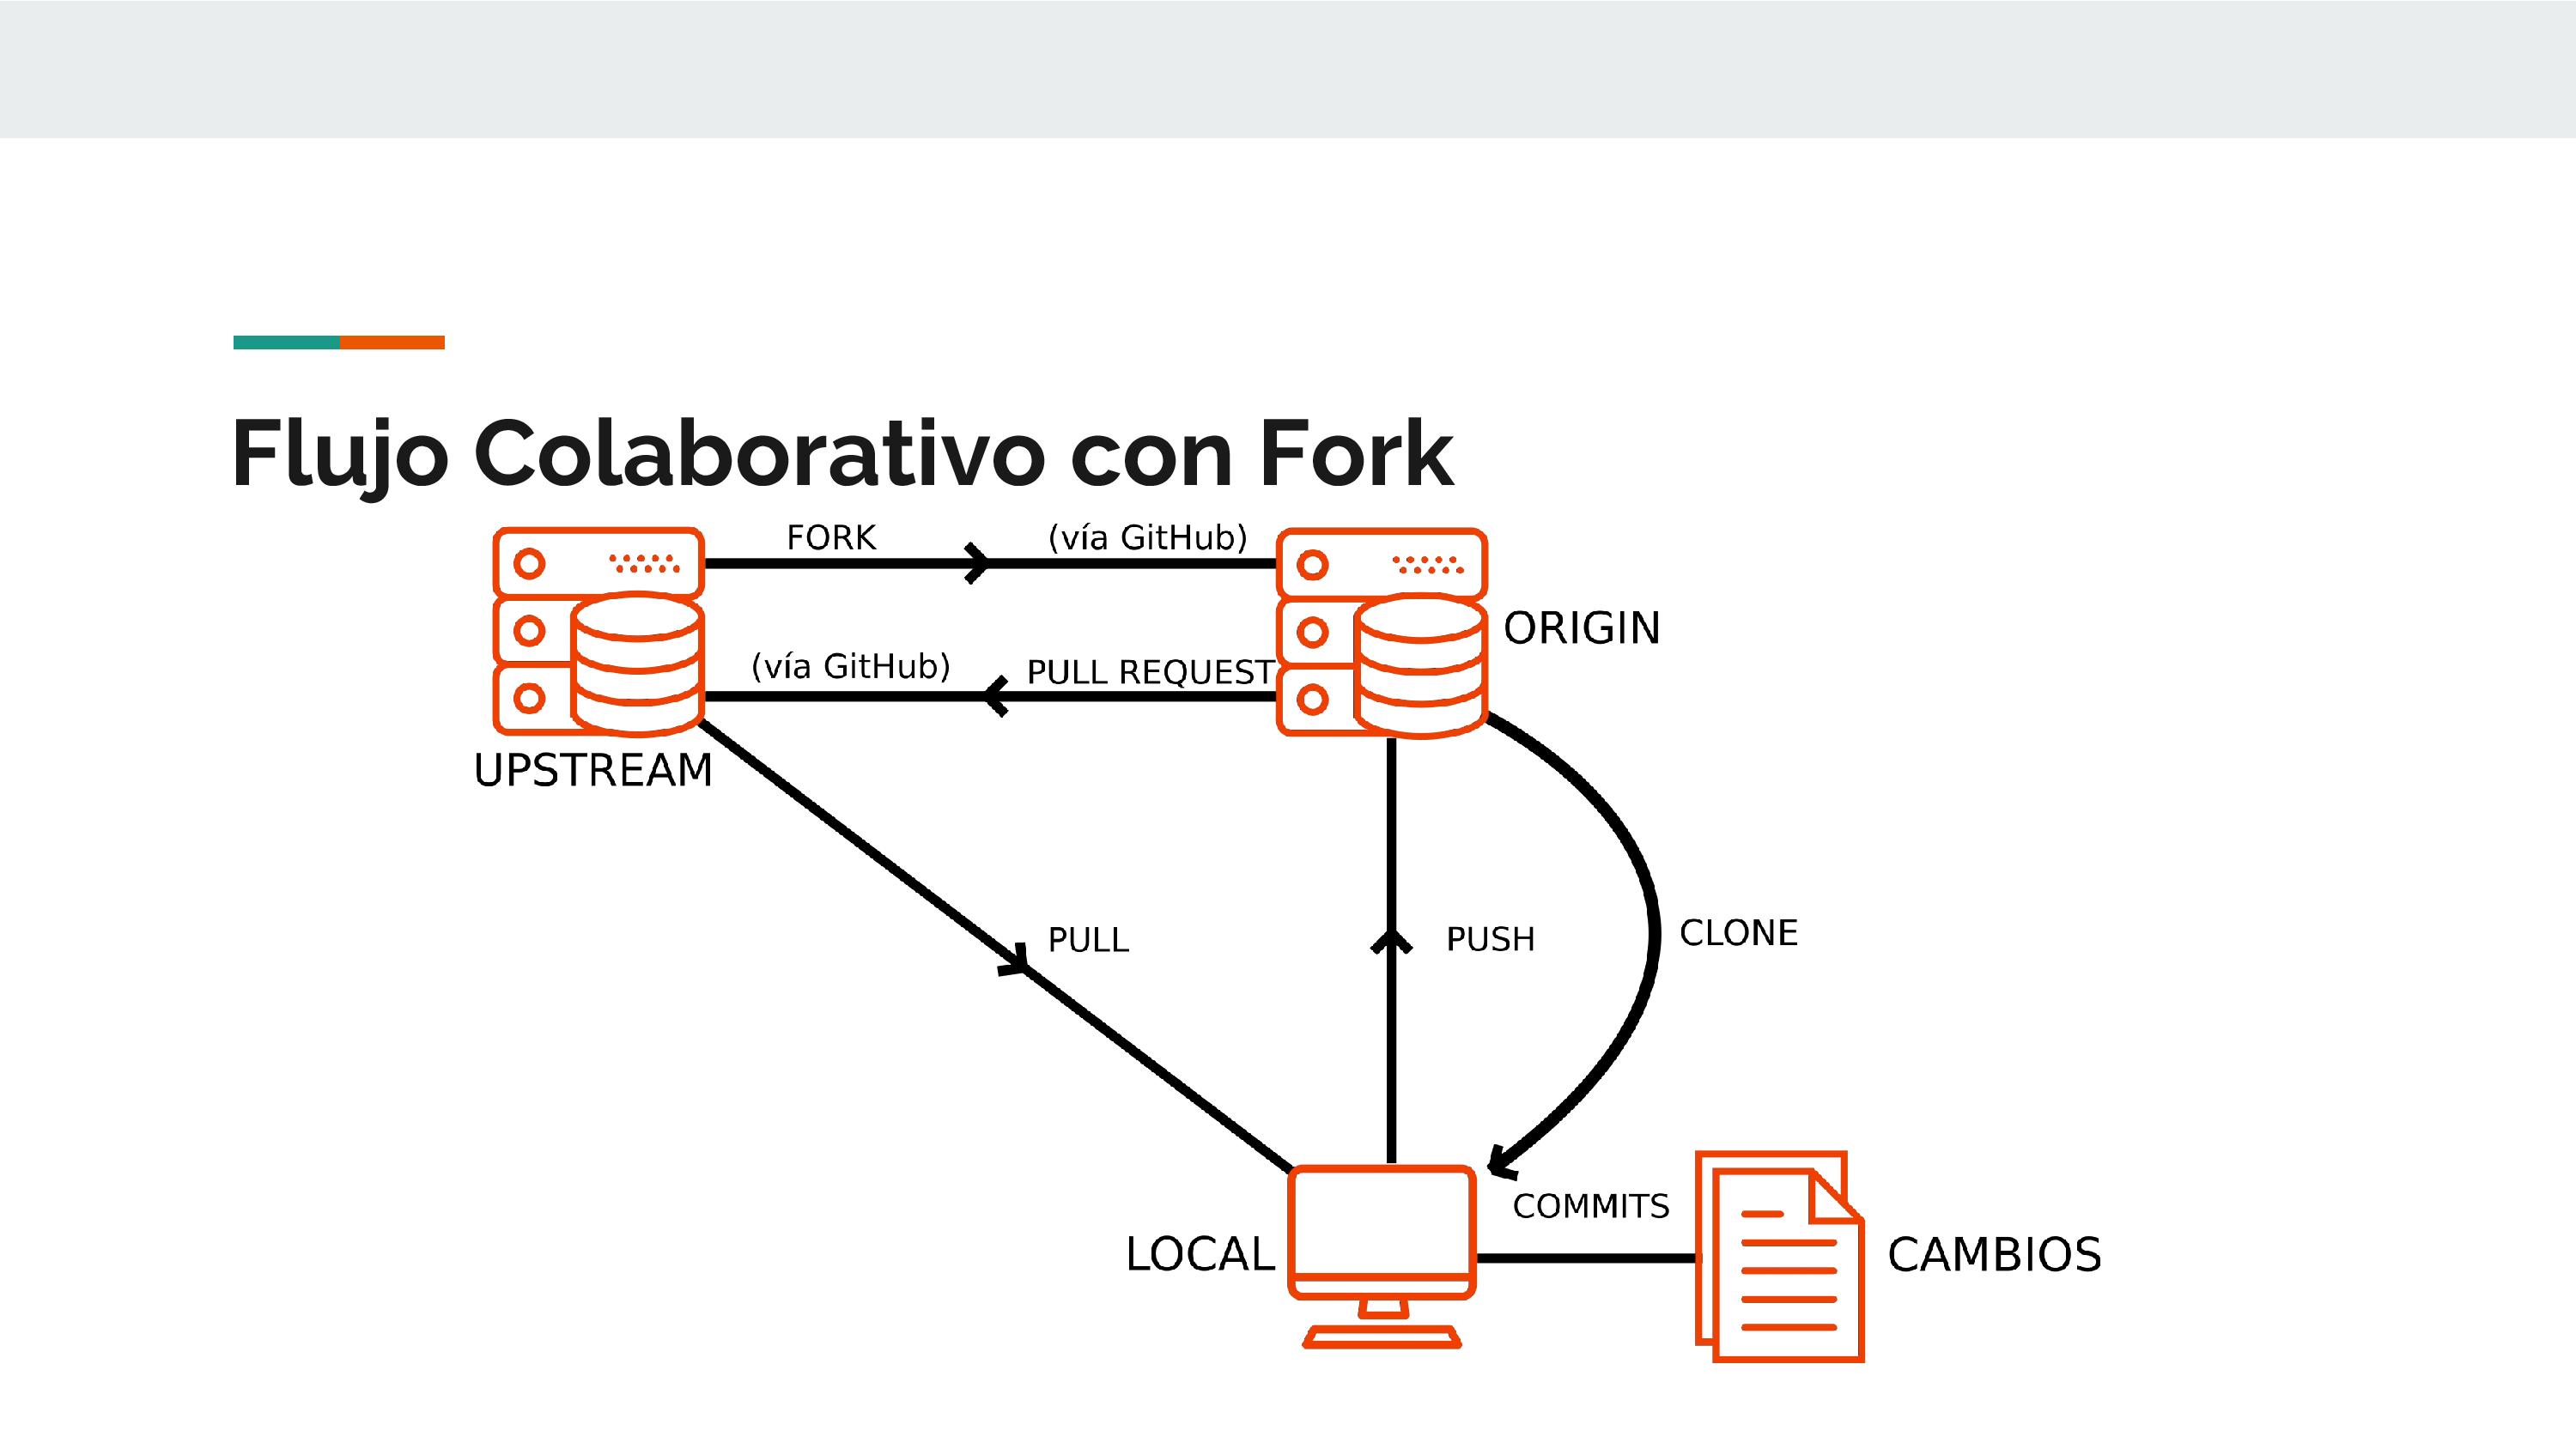 Flujo Colaborativo con Fork
FORK
(vía GitHub)
ORIGIN
(vía GitHub)
PULL REQUEST
UPSTREAM
PULL
PUSH
CLONE
COMMITS
LOCAL
CAMBIOS